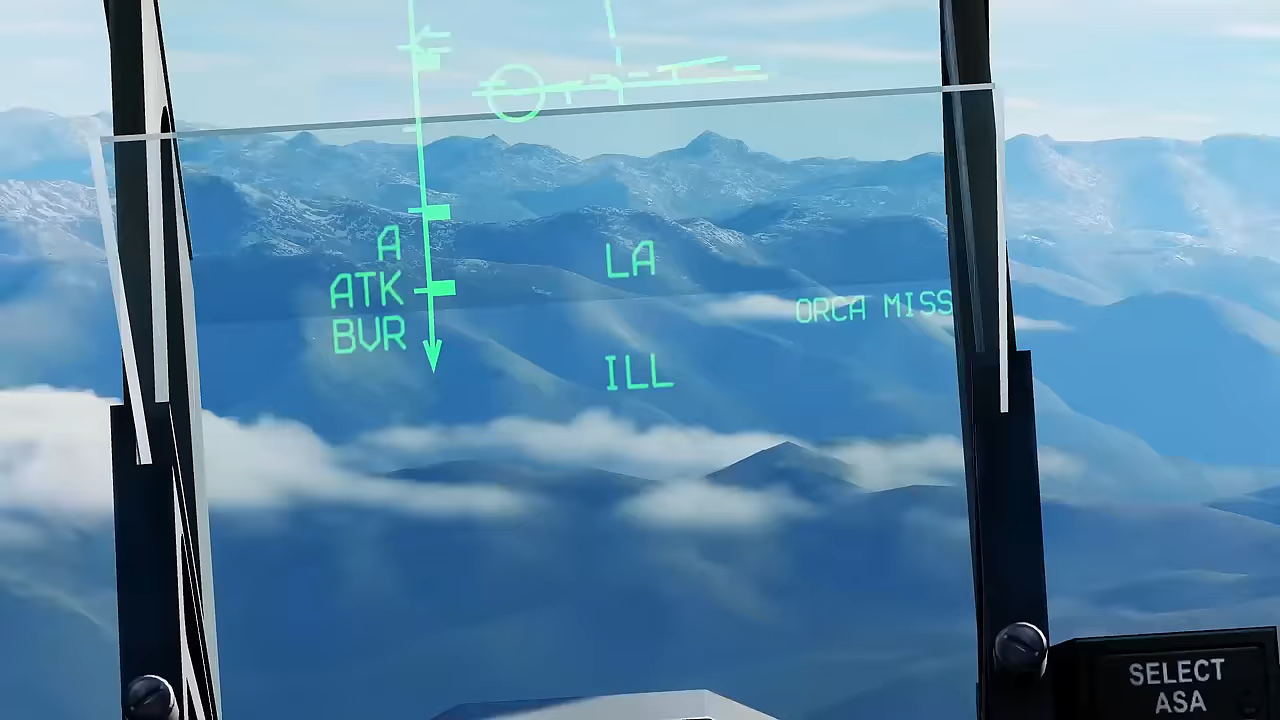 A
ATK
BVR
LA
ORCA MISS
ILL
SELECT
ASA